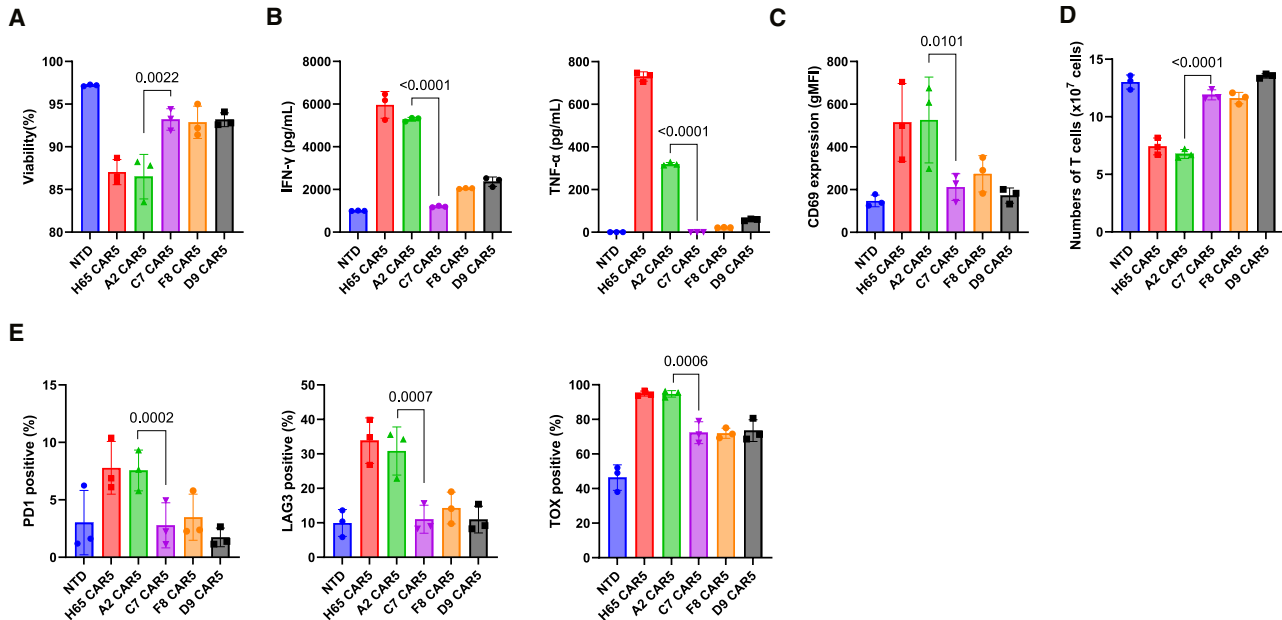 A
Viability(%)
100
95
90
85
80
0.0022
NTD
H65 CAR5
A2 CAR5
C7 CAR5
F8 CAR5
D9 CAR5
B
IFN-γ (pg/mL)
8000
6000
4000
2000
0
<0.0001
NTD
H65 CAR5
A2 CAR5
C7 CAR5
F8 CAR5
D9 CAR5
TNF-α (pg/mL)
800
600
400
200
0
<0.0001
NTD
H65 CAR5
A2 CAR5
C7 CAR5
F8 CAR5
D9 CAR5
C
CD69 expression (gMFI)
800
600
400
200
0
0.0101
NTD
H65 CAR5
A2 CAR5
C7 CAR5
F8 CAR5
D9 CAR5
D
Numbers of T cells (x10⁷ cells)
15
10
5
0
<0.0001
NTD
H65 CAR5
A2 CAR5
C7 CAR5
F8 CAR5
D9 CAR5
E
PD1 positive (%)
15
10
5
0
0.0002
NTD
H65 CAR5
A2 CAR5
C7 CAR5
F8 CAR5
D9 CAR5
LAG3 positive (%)
50
40
30
20
10
0
0.0007
NTD
H65 CAR5
A2 CAR5
C7 CAR5
F8 CAR5
D9 CAR5
TOX positive (%)
100
80
60
40
20
0
0.0006
NTD
H65 CAR5
A2 CAR5
C7 CAR5
F8 CAR5
D9 CAR5